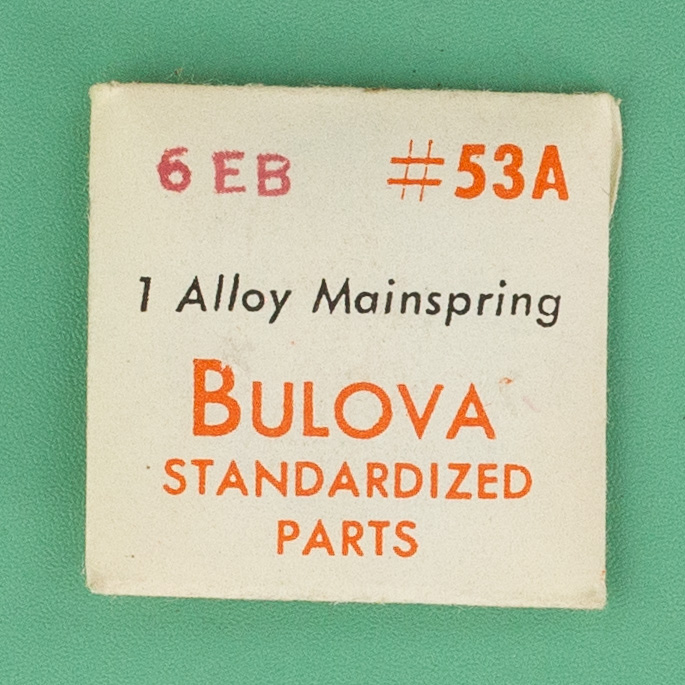 6 EB #53A
1 Alloy Mainspring
BULOVA
STANDARDIZED
PARTS